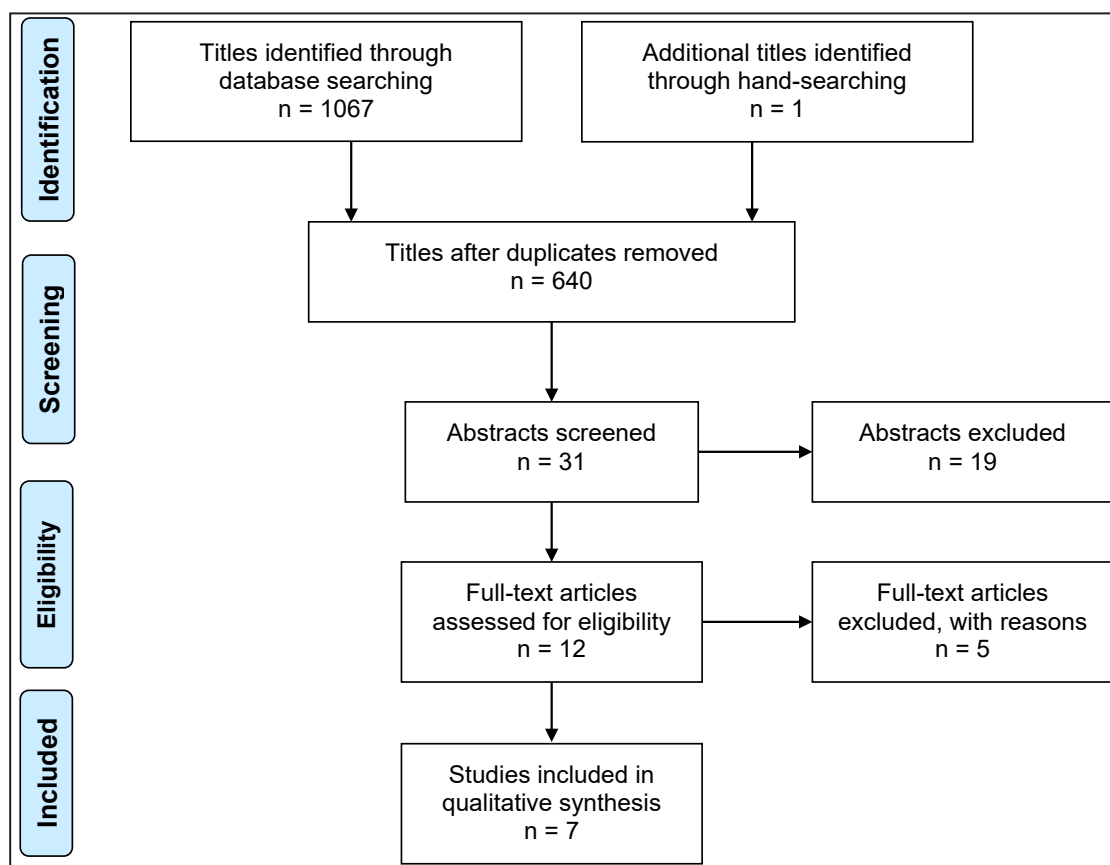 Identification
Titles identified through
database searching
n = 1067
Additional titles identified
through hand-searching
n = 1
Screening
Titles after duplicates removed
n = 640
Abstracts screened
n = 31
Abstracts excluded
n = 19
Eligibility
Full-text articles
assessed for eligibility
n = 12
Full-text articles
excluded, with reasons
n = 5
Included
Studies included in
qualitative synthesis
n = 7